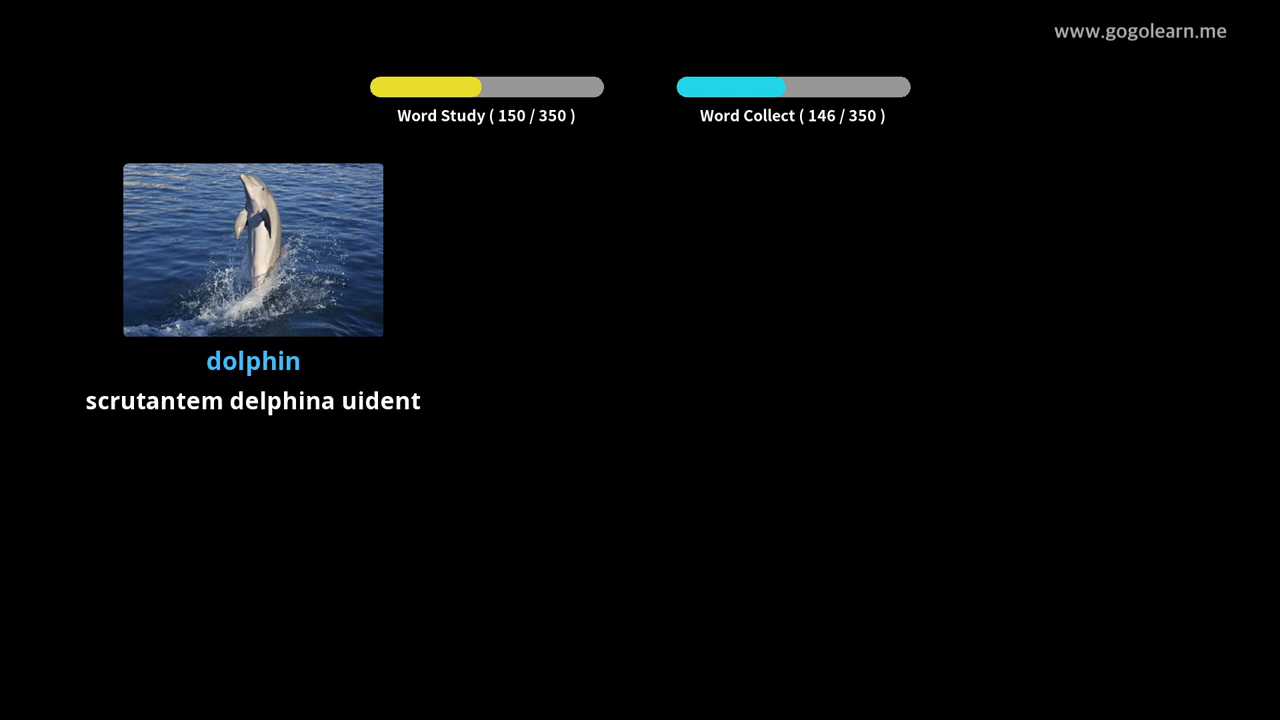 www.gogolearn.me
Word Study ( 150 / 350 )
Word Collect ( 146 / 350 )
dolphin
scrutantem delphina uident